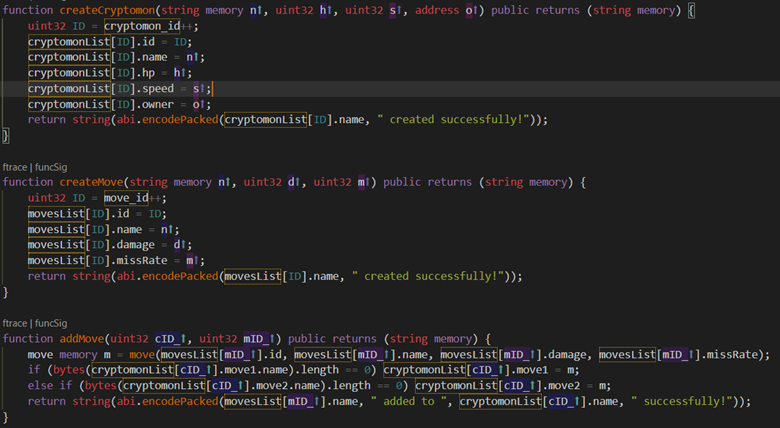 function createCryptomon(string memory n↑, uint32 h↑, uint32 s↑, address o↑) public returns (string memory) {
uint32 ID = cryptomon_id++;
cryptomonList[ID].id = ID;
cryptomonList[ID].name = n↑;
cryptomonList[ID].hp = h↑;
cryptomonList[ID].speed = s↑;
cryptomonList[ID].owner = o↑;
return string(abi.encodePacked(cryptomonList[ID].name, " created successfully!"));
}
ftrace | funcSig
function createMove(string memory n↑, uint32 d↑, uint32 m↑) public returns (string memory) {
uint32 ID = move_id++;
movesList[ID].id = ID;
movesList[ID].name = n↑;
movesList[ID].damage = d↑;
movesList[ID].missRate = m↑;
return string(abi.encodePacked(movesList[ID].name, " created successfully!"));
}
ftrace | funcSig
function addMove(uint32 cID_↑, uint32 mID_↑) public returns (string memory) {
move memory m = move(movesList[mID_↑].id, movesList[mID_↑].name, movesList[mID_↑].damage, movesList[mID_↑].missRate);
if (bytes(cryptomonList[cID_↑].move1.name).length == 0) cryptomonList[cID_↑].move1 = m;
else if (bytes(cryptomonList[cID_↑].move2.name).length == 0) cryptomonList[cID_↑].move2 = m;
return string(abi.encodePacked(movesList[mID_↑].name, " added to ", cryptomonList[cID_↑].name, " successfully!"));
}